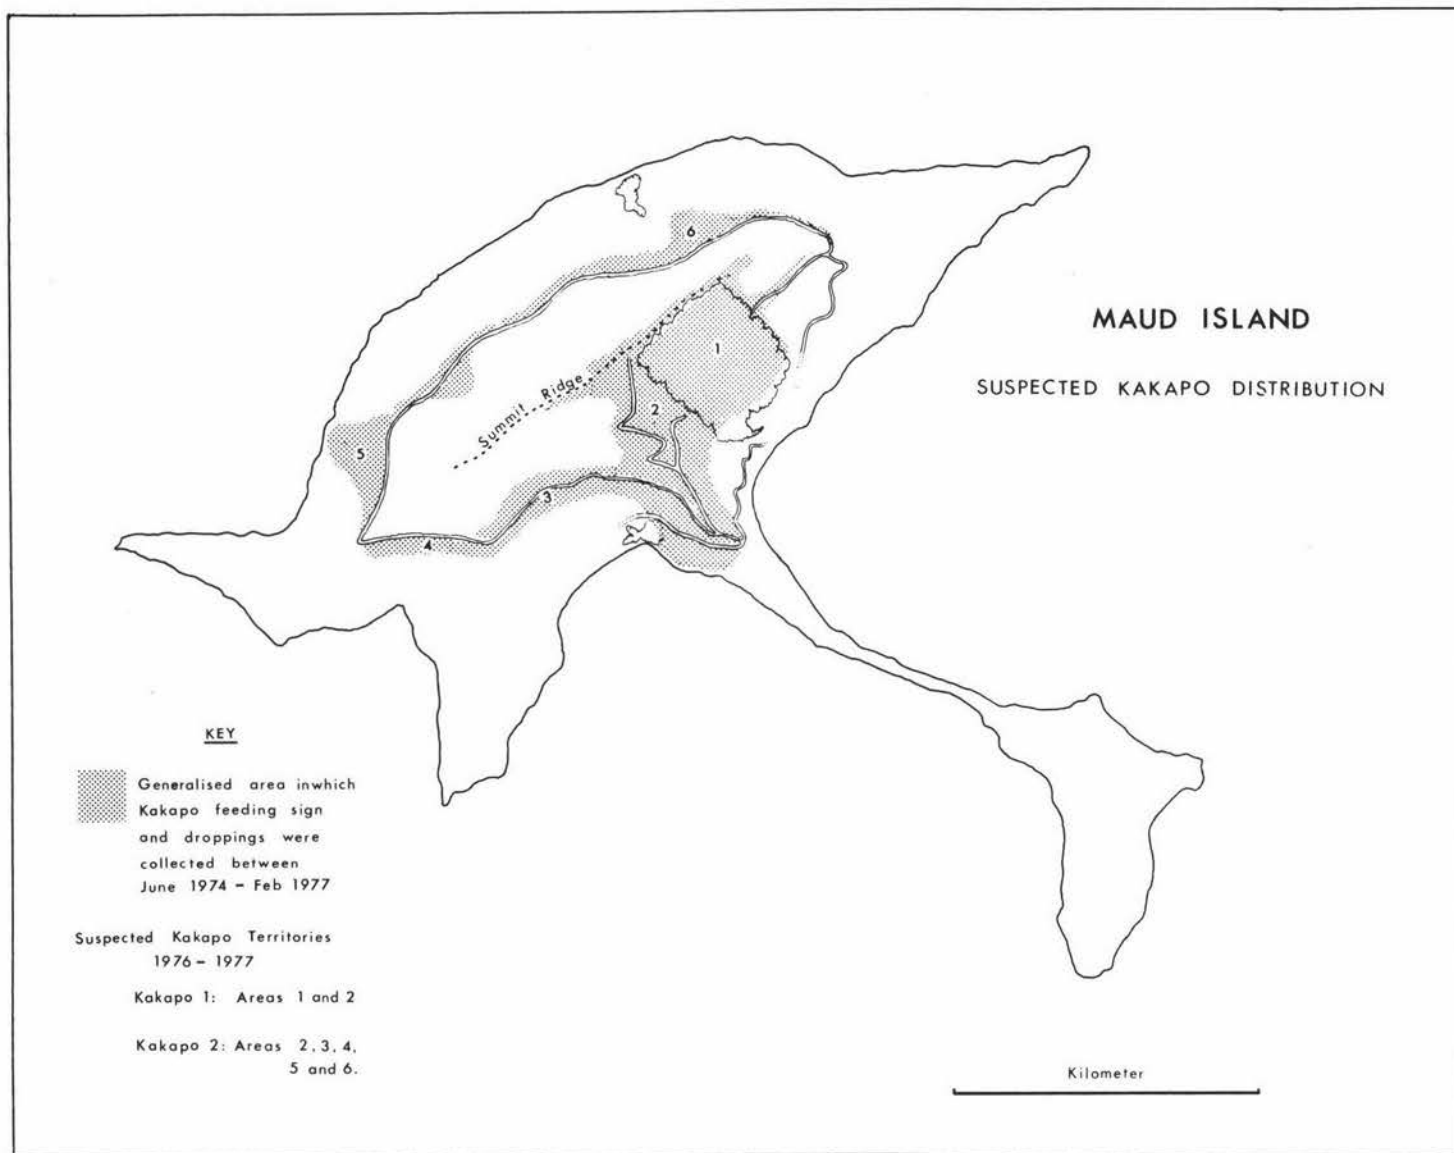 MAUD ISLAND
SUSPECTED KAKAPO DISTRIBUTION
6
1
Summit Ridge
2
5
3
4
KEY
Generalised area inwhich
Kakapo feeding sign
and droppings were
collected between
June 1974 – Feb 1977
Suspected Kakapo Territories
1976 – 1977
Kakapo 1: Areas 1 and 2
Kakapo 2: Areas 2, 3, 4,
5 and 6.
Kilometer